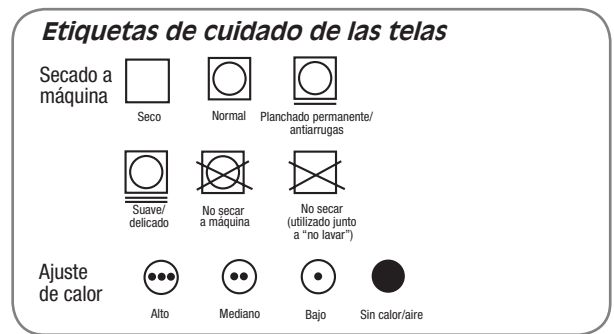 Etiquetas de cuidado de las telas
Secado a
máquina
Seco
Normal
Planchado permanente/
antiarrugas
Suave/
delicado
No secar
a máquina
No secar
(utilizado junto
a “no lavar”)
Ajuste
de calor
Alto
Mediano
Bajo
Sin calor/aire